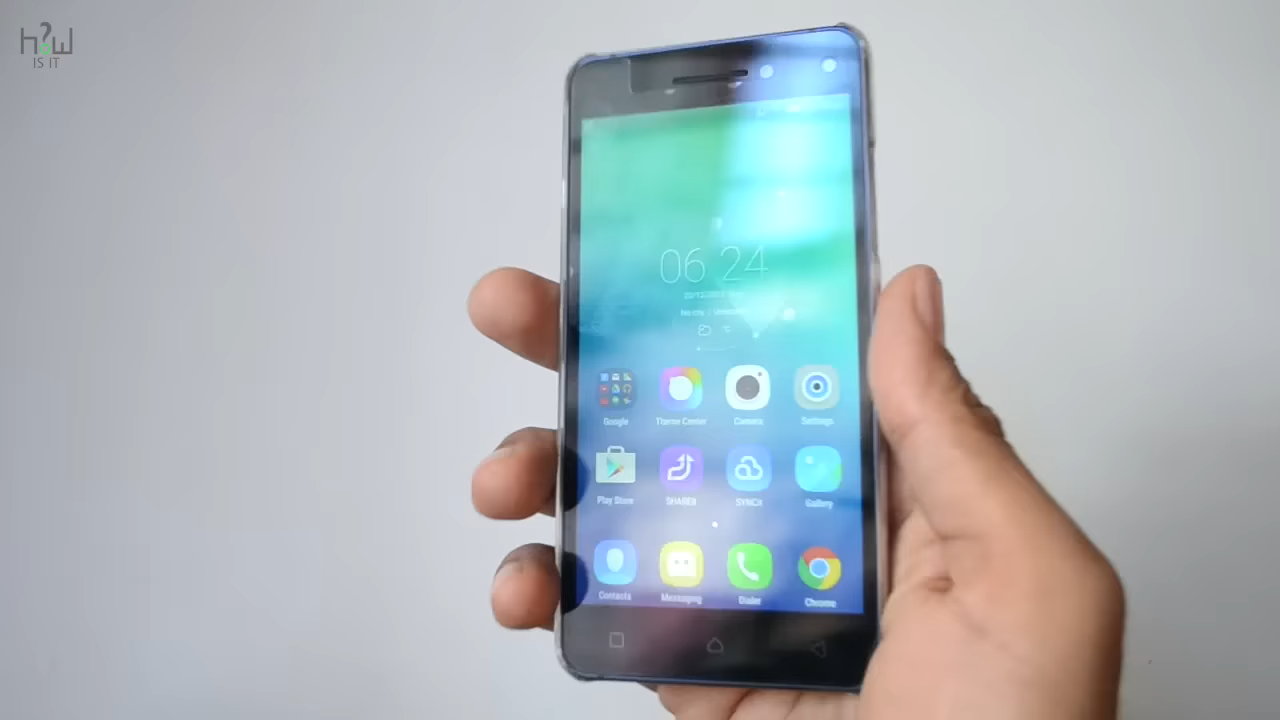 h?w
IS IT
06 24
Google
Theme Center
Camera
Settings
Play Store
SHAREit
SYNCit
Gallery
Contacts
Messaging
Dialer
Chrome